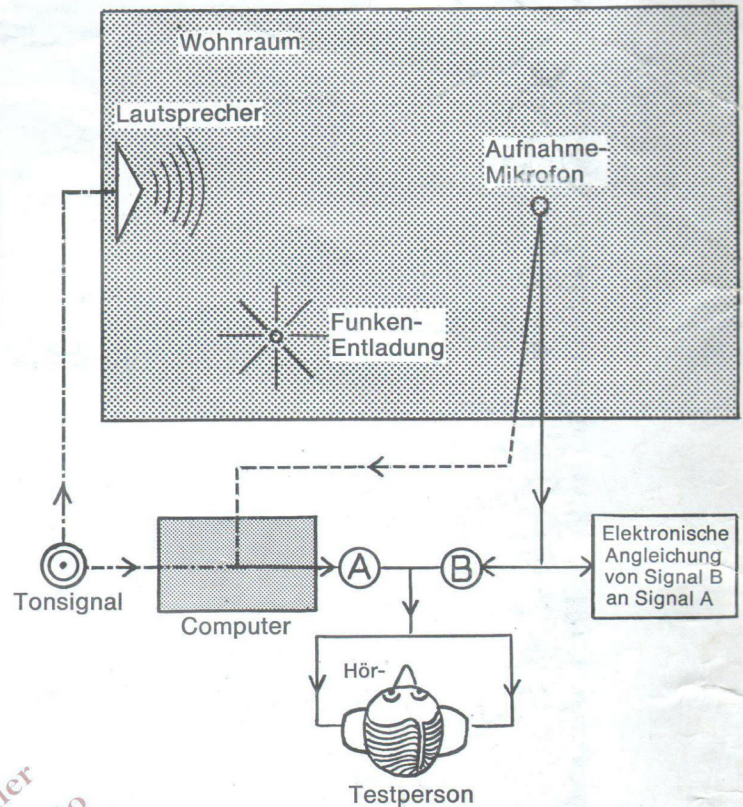 Wohnraum
Lautsprecher
Aufnahme-
Mikrofon
Funken-
Entladung
Tonsignal
Computer
A
B
Elektronische
Angleichung
von Signal B
an Signal A
Hör-
Testperson